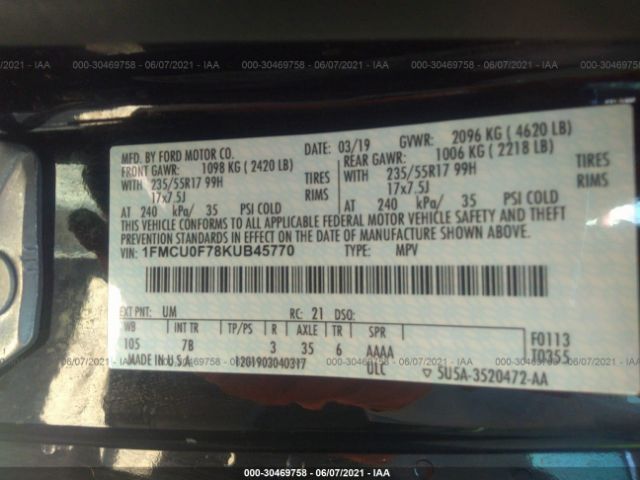 000-30469758 - 06/07/2021 - IAA
MFD. BY FORD MOTOR CO.
DATE: 03/19 GVWR: 2096 KG ( 4620 LB)
FRONT GAWR: 1098 KG ( 2420 LB) REAR GAWR: 1006 KG ( 2218 LB)
WITH 235/55R17 99H TIRES WITH 235/55R17 99H TIRES
17x7.5J RIMS 17x7.5J RIMS
AT 240 kPa/ 35 PSI COLD AT 240 kPa/ 35 PSI COLD
THIS VEHICLE CONFORMS TO ALL APPLICABLE FEDERAL MOTOR VEHICLE SAFETY AND THEFT
PREVENTION STANDARDS IN EFFECT ON THE DATE OF MANUFACTURE SHOWN ABOVE.
VIN: 1FMCU0F78KUB45770 TYPE: MPV
EXT PNT: UM RC: 21 DSO:
WB INT TR TP/PS R AXLE TR SPR F0113
105 7B 3 35 6 AAAA T0355
MADE IN U.S.A. 1201903040317 ULC ▽ 5U5A-3520472-AA
000-30469758 - 06/07/2021 - IAA